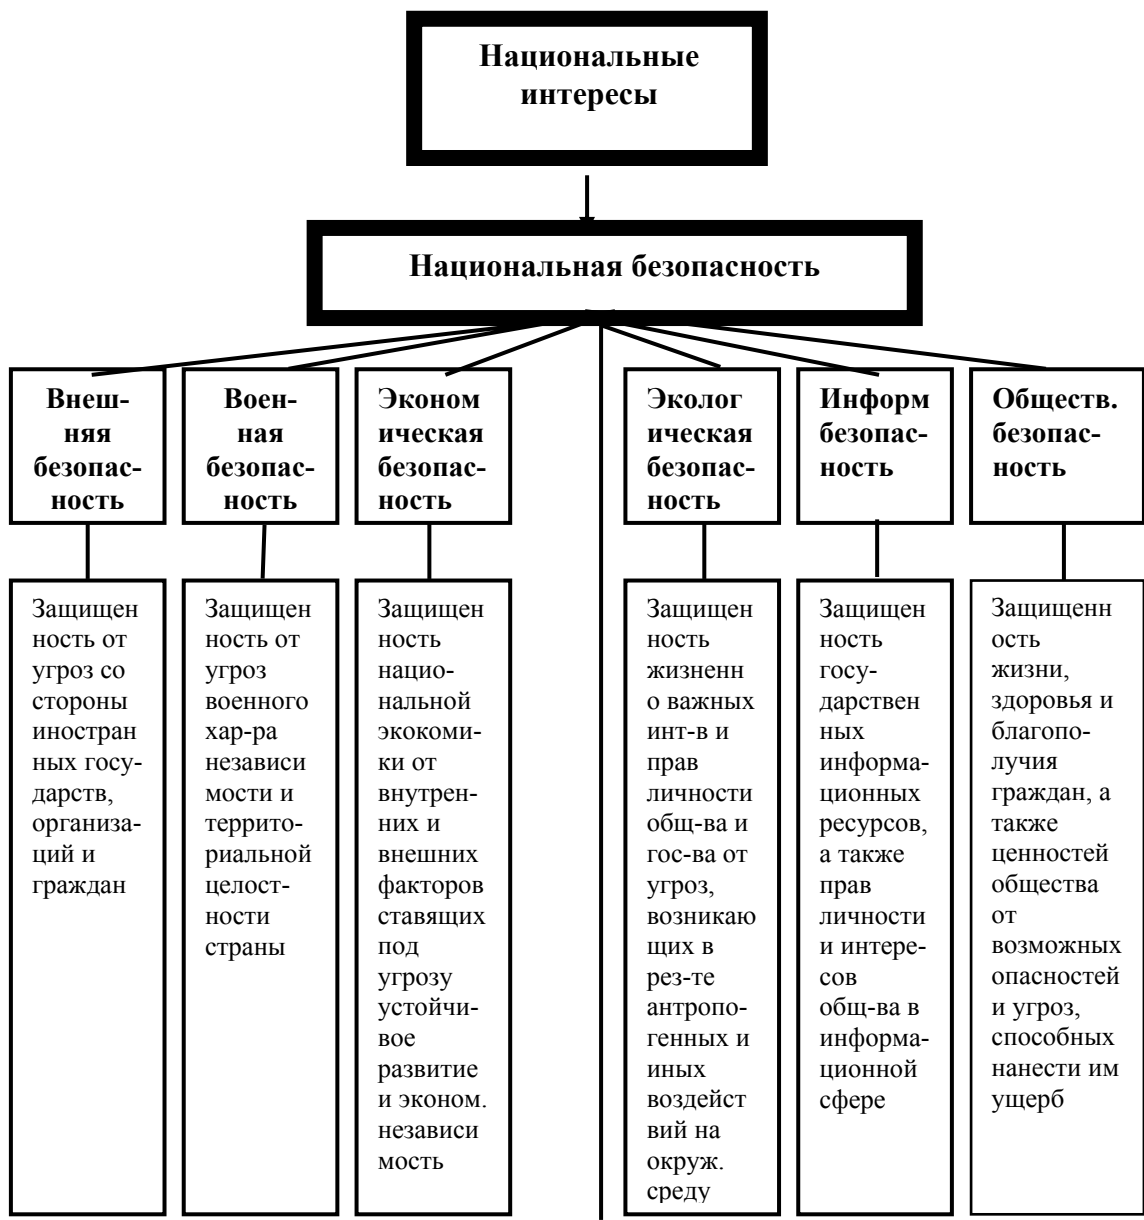 Национальные
интересы
Национальная безопасность
Внеш-
няя
безопас-
ность
Воен-
ная
безопас-
ность
Эконом
ическая
безопас-
ность
Эколог
ическая
безопас-
ность
Информ
безопас-
ность
Обществ.
безопас-
ность
Защищен
ность от
угроз со
стороны
иностран
ных госу-
дарств,
организа-
ций и
граждан
Защищен
ность от
угроз
военного
хар-ра
независи
мости и
террито-
риальной
целост-
ности
страны
Защищен
ность
нацио-
нальной
экокоми-
ки от
внутрен-
них и
внешних
факторов
ставящих
под
угрозу
устойчи-
вое
развитие
и эконом.
независи
мость
Защищен
ность
жизненн
о важных
инт-в и
прав
личности
общ-ва и
гос-ва от
угроз,
возникаю
щих в
рез-те
антропо-
генных и
иных
воздейст
вий на
окруж.
среду
Защищен
ность
госу-
дарствен
ных
информа-
ционных
ресурсов,
а также
прав
личности
и интере-
сов
общ-ва в
информа-
ционной
сфере
Защищенн
ость
жизни,
здоровья и
благопо-
лучия
граждан, а
также
ценностей
общества
от
возможных
опасностей
и угроз,
способных
нанести им
ущерб